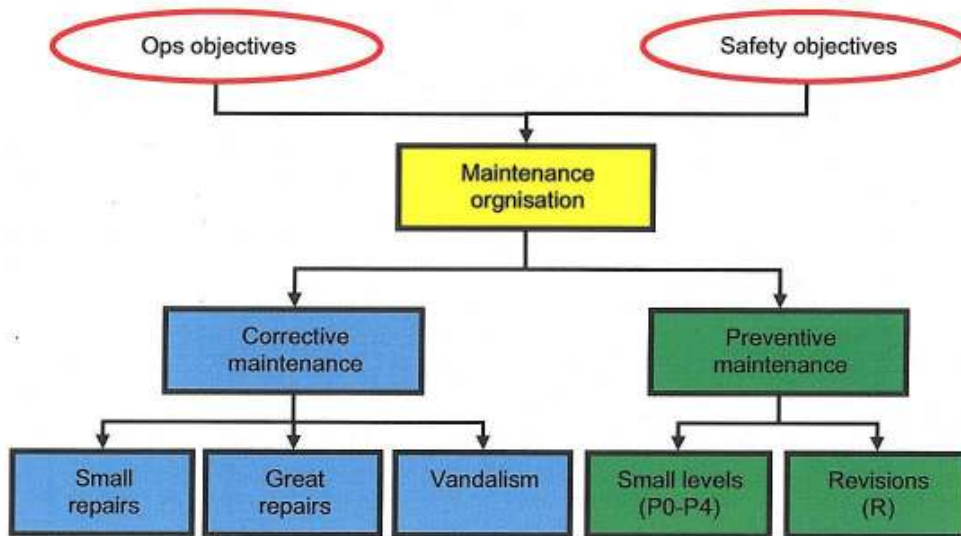 Ops objectives
Safety objectives
Maintenance
orgnisation
Corrective
maintenance
Preventive
maintenance
Small
repairs
Great
repairs
Vandalism
Small levels
(P0-P4)
Revisions
(R)